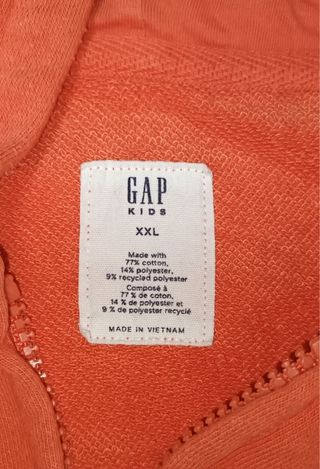 GAP
KIDS
XXL
Made with
77% cotton,
14% polyester,
9% recycled polyester
Composé à
77 % de coton,
14 % de polyester et
9 % de polyester recyclé
MADE IN VIETNAM